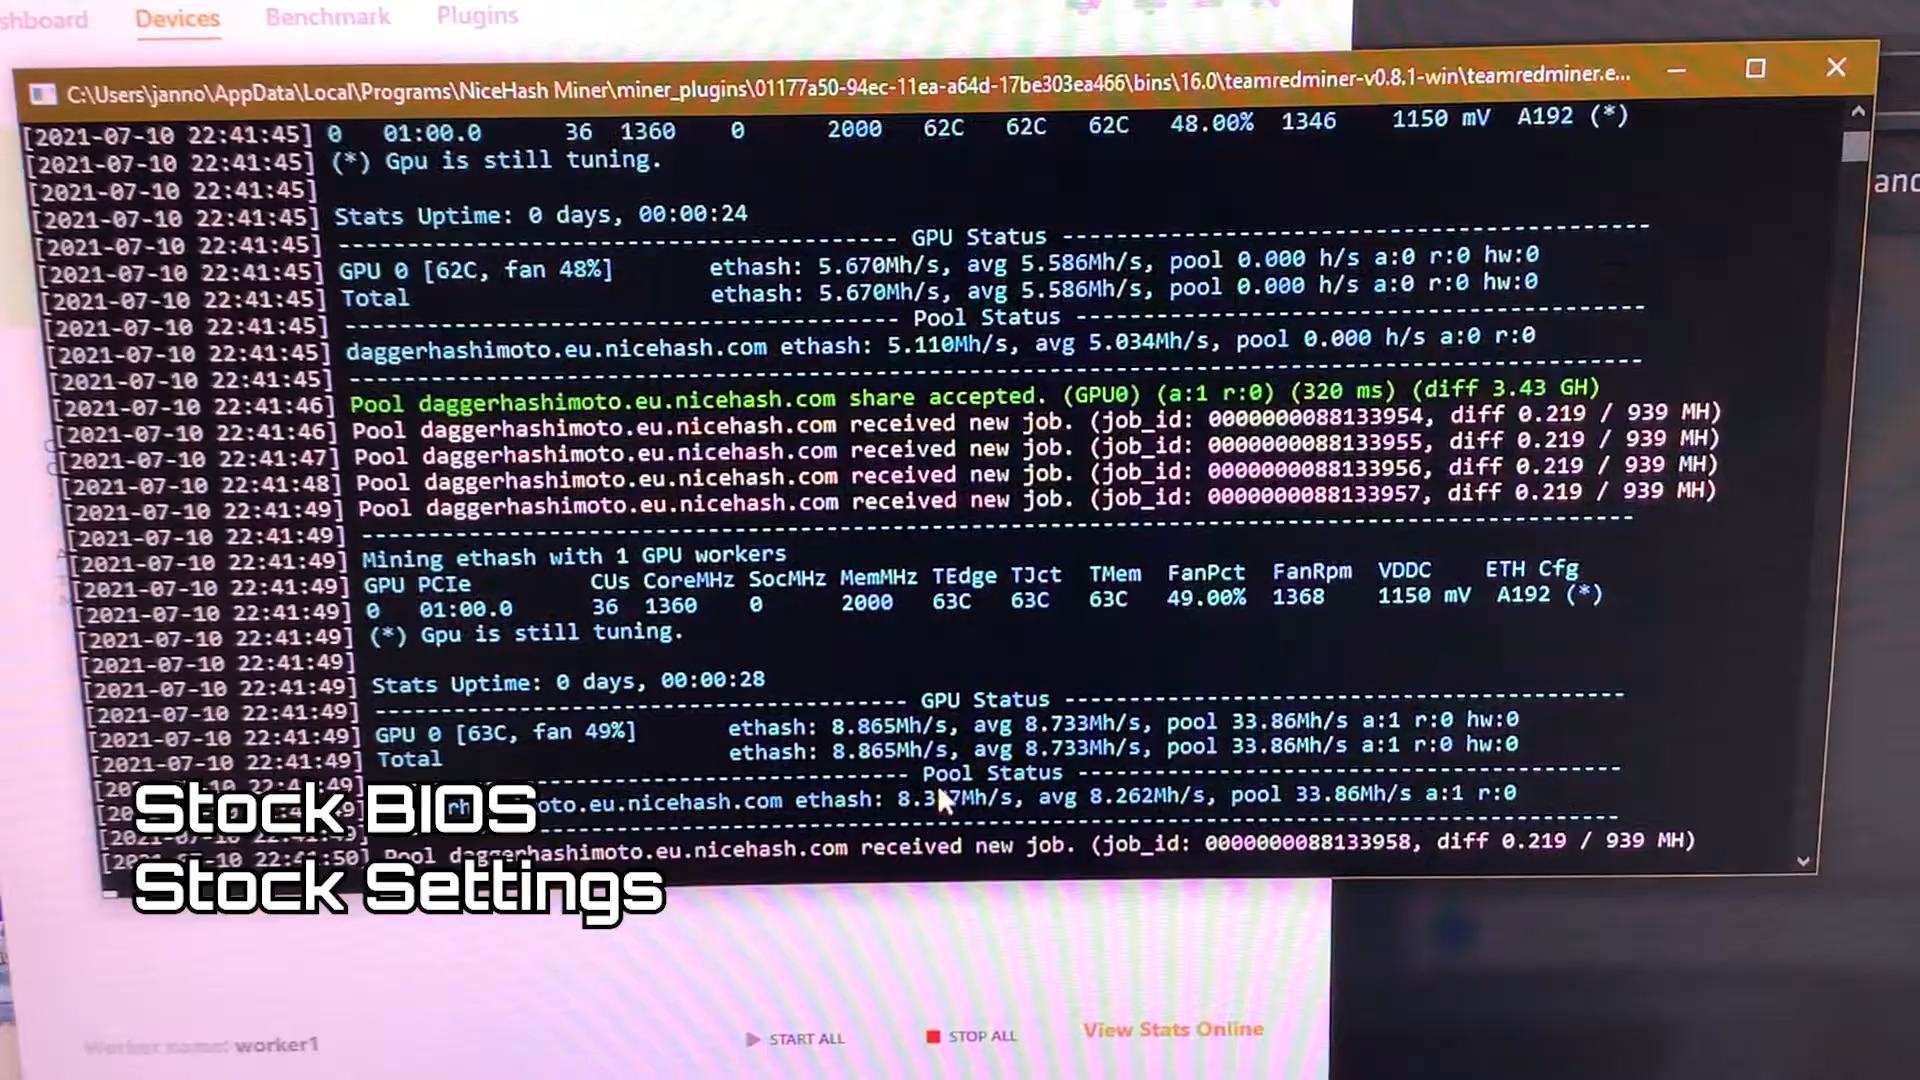 Devices Benchmark Plugins
C:\Users\janno\AppData\Local\Programs\NiceHash Miner\miner_plugins\01177a50-94ec-11ea-a64d-17be303ea466\bins\16.0\teamredminer-v0.8.1-win\teamredminer.e...
[2021-07-10 22:41:45] 0 01:00.0 36 1360 0 2000 62C 62C 62C 48.00% 1346 1150 mV A192 (*)
[2021-07-10 22:41:45] (*) Gpu is still tuning.
[2021-07-10 22:41:45]
[2021-07-10 22:41:45] Stats Uptime: 0 days, 00:00:24
[2021-07-10 22:41:45] ----------------------------------------- GPU Status -------------------------------------------
[2021-07-10 22:41:45] GPU 0 [62C, fan 48%] ethash: 5.670Mh/s, avg 5.586Mh/s, pool 0.000 h/s a:0 r:0 hw:0
[2021-07-10 22:41:45] Total ethash: 5.670Mh/s, avg 5.586Mh/s, pool 0.000 h/s a:0 r:0 hw:0
[2021-07-10 22:41:45] ----------------------------------------- Pool Status ------------------------------------------
[2021-07-10 22:41:45] daggerhashimoto.eu.nicehash.com ethash: 5.110Mh/s, avg 5.034Mh/s, pool 0.000 h/s a:0 r:0
[2021-07-10 22:41:45] ------------------------------------------------------------------------------------------------
[2021-07-10 22:41:46] Pool daggerhashimoto.eu.nicehash.com share accepted. (GPU0) (a:1 r:0) (320 ms) (diff 3.43 GH)
[2021-07-10 22:41:46] Pool daggerhashimoto.eu.nicehash.com received new job. (job_id: 0000000088133954, diff 0.219 / 939 MH)
[2021-07-10 22:41:47] Pool daggerhashimoto.eu.nicehash.com received new job. (job_id: 0000000088133955, diff 0.219 / 939 MH)
[2021-07-10 22:41:48] Pool daggerhashimoto.eu.nicehash.com received new job. (job_id: 0000000088133956, diff 0.219 / 939 MH)
[2021-07-10 22:41:49] Pool daggerhashimoto.eu.nicehash.com received new job. (job_id: 0000000088133957, diff 0.219 / 939 MH)
[2021-07-10 22:41:49] ------------------------------------------------------------------------------------------------
[2021-07-10 22:41:49] Mining ethash with 1 GPU workers
[2021-07-10 22:41:49] GPU PCIe CUs CoreMHz SocMHz MemMHz TEdge TJct TMem FanPct FanRpm VDDC ETH Cfg
[2021-07-10 22:41:49] 0 01:00.0 36 1360 0 2000 63C 63C 63C 49.00% 1368 1150 mV A192 (*)
[2021-07-10 22:41:49] (*) Gpu is still tuning.
[2021-07-10 22:41:49]
[2021-07-10 22:41:49] Stats Uptime: 0 days, 00:00:28
[2021-07-10 22:41:49] ----------------------------------------- GPU Status -------------------------------------------
[2021-07-10 22:41:49] GPU 0 [63C, fan 49%] ethash: 8.865Mh/s, avg 8.733Mh/s, pool 33.86Mh/s a:1 r:0 hw:0
[2021-07-10 22:41:49] Total ethash: 8.865Mh/s, avg 8.733Mh/s, pool 33.86Mh/s a:1 r:0 hw:0
----------------------------------------- Pool Status ------------------------------------------
oto.eu.nicehash.com ethash: avg 8.262Mh/s, pool 33.86Mh/s a:1 r:0
Pool daggerhashimoto.eu.nicehash.com received new job. (job_id: 0000000088133958, diff 0.219 / 939 MH)
Stock BIOS
Stock Settings
Worker name: worker1 START ALL STOP ALL View Stats Online